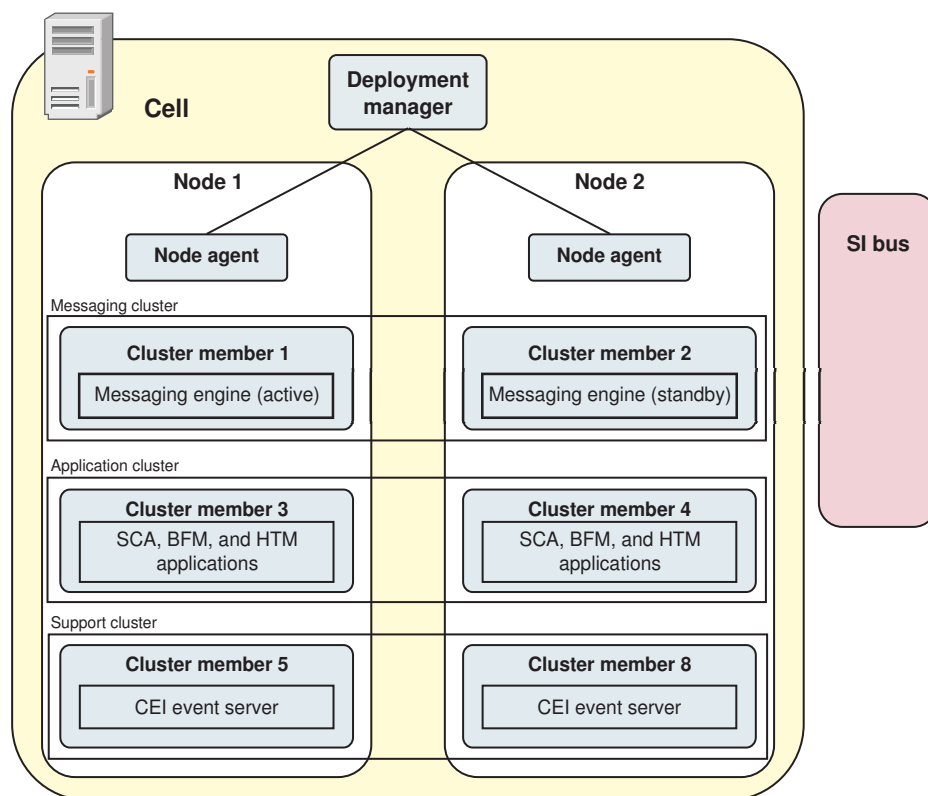 Deployment
manager
Cell
Node 1
Node 2
SI bus
Node agent
Node agent
Messaging cluster
Cluster member 1
Messaging engine (active)
Cluster member 2
Messaging engine (standby)
Application cluster
Cluster member 3
SCA, BFM, and HTM
applications
Cluster member 4
SCA, BFM, and HTM
applications
Support cluster
Cluster member 5
CEI event server
Cluster member 8
CEI event server